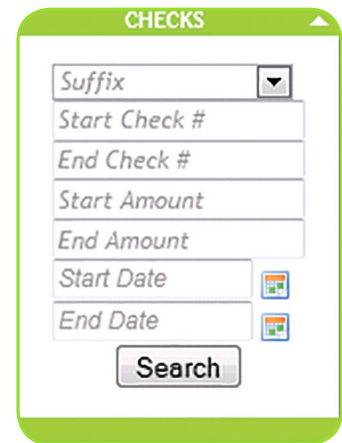 CHECKS
Suffix
Start Check #
End Check #
Start Amount
End Amount
Start Date
End Date
Search